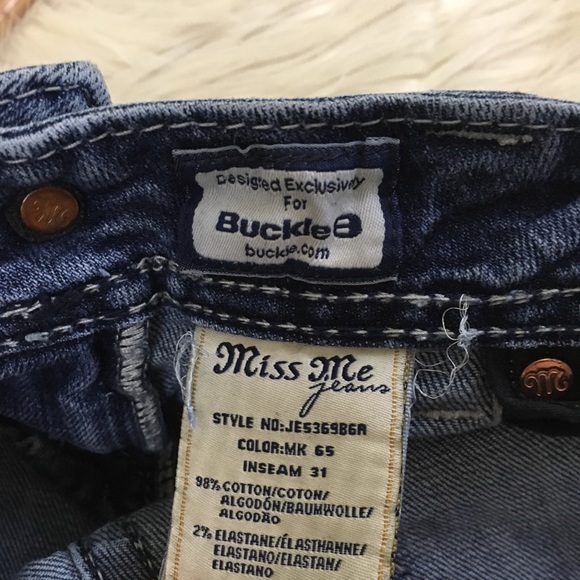 Designed Exclusively
For
Buckle B
buckle.com
Miss Me
jeans
STYLE NO:JE5369B6R
COLOR:MK 65
INSEAM 31
98% COTTON/COTON/
ALGODÓN/BAUMWOLLE/
ALGODÃO
2% ELASTANE/ÉLASTHANNE/
ELASTANO/ELASTAN/
ELASTANO
M